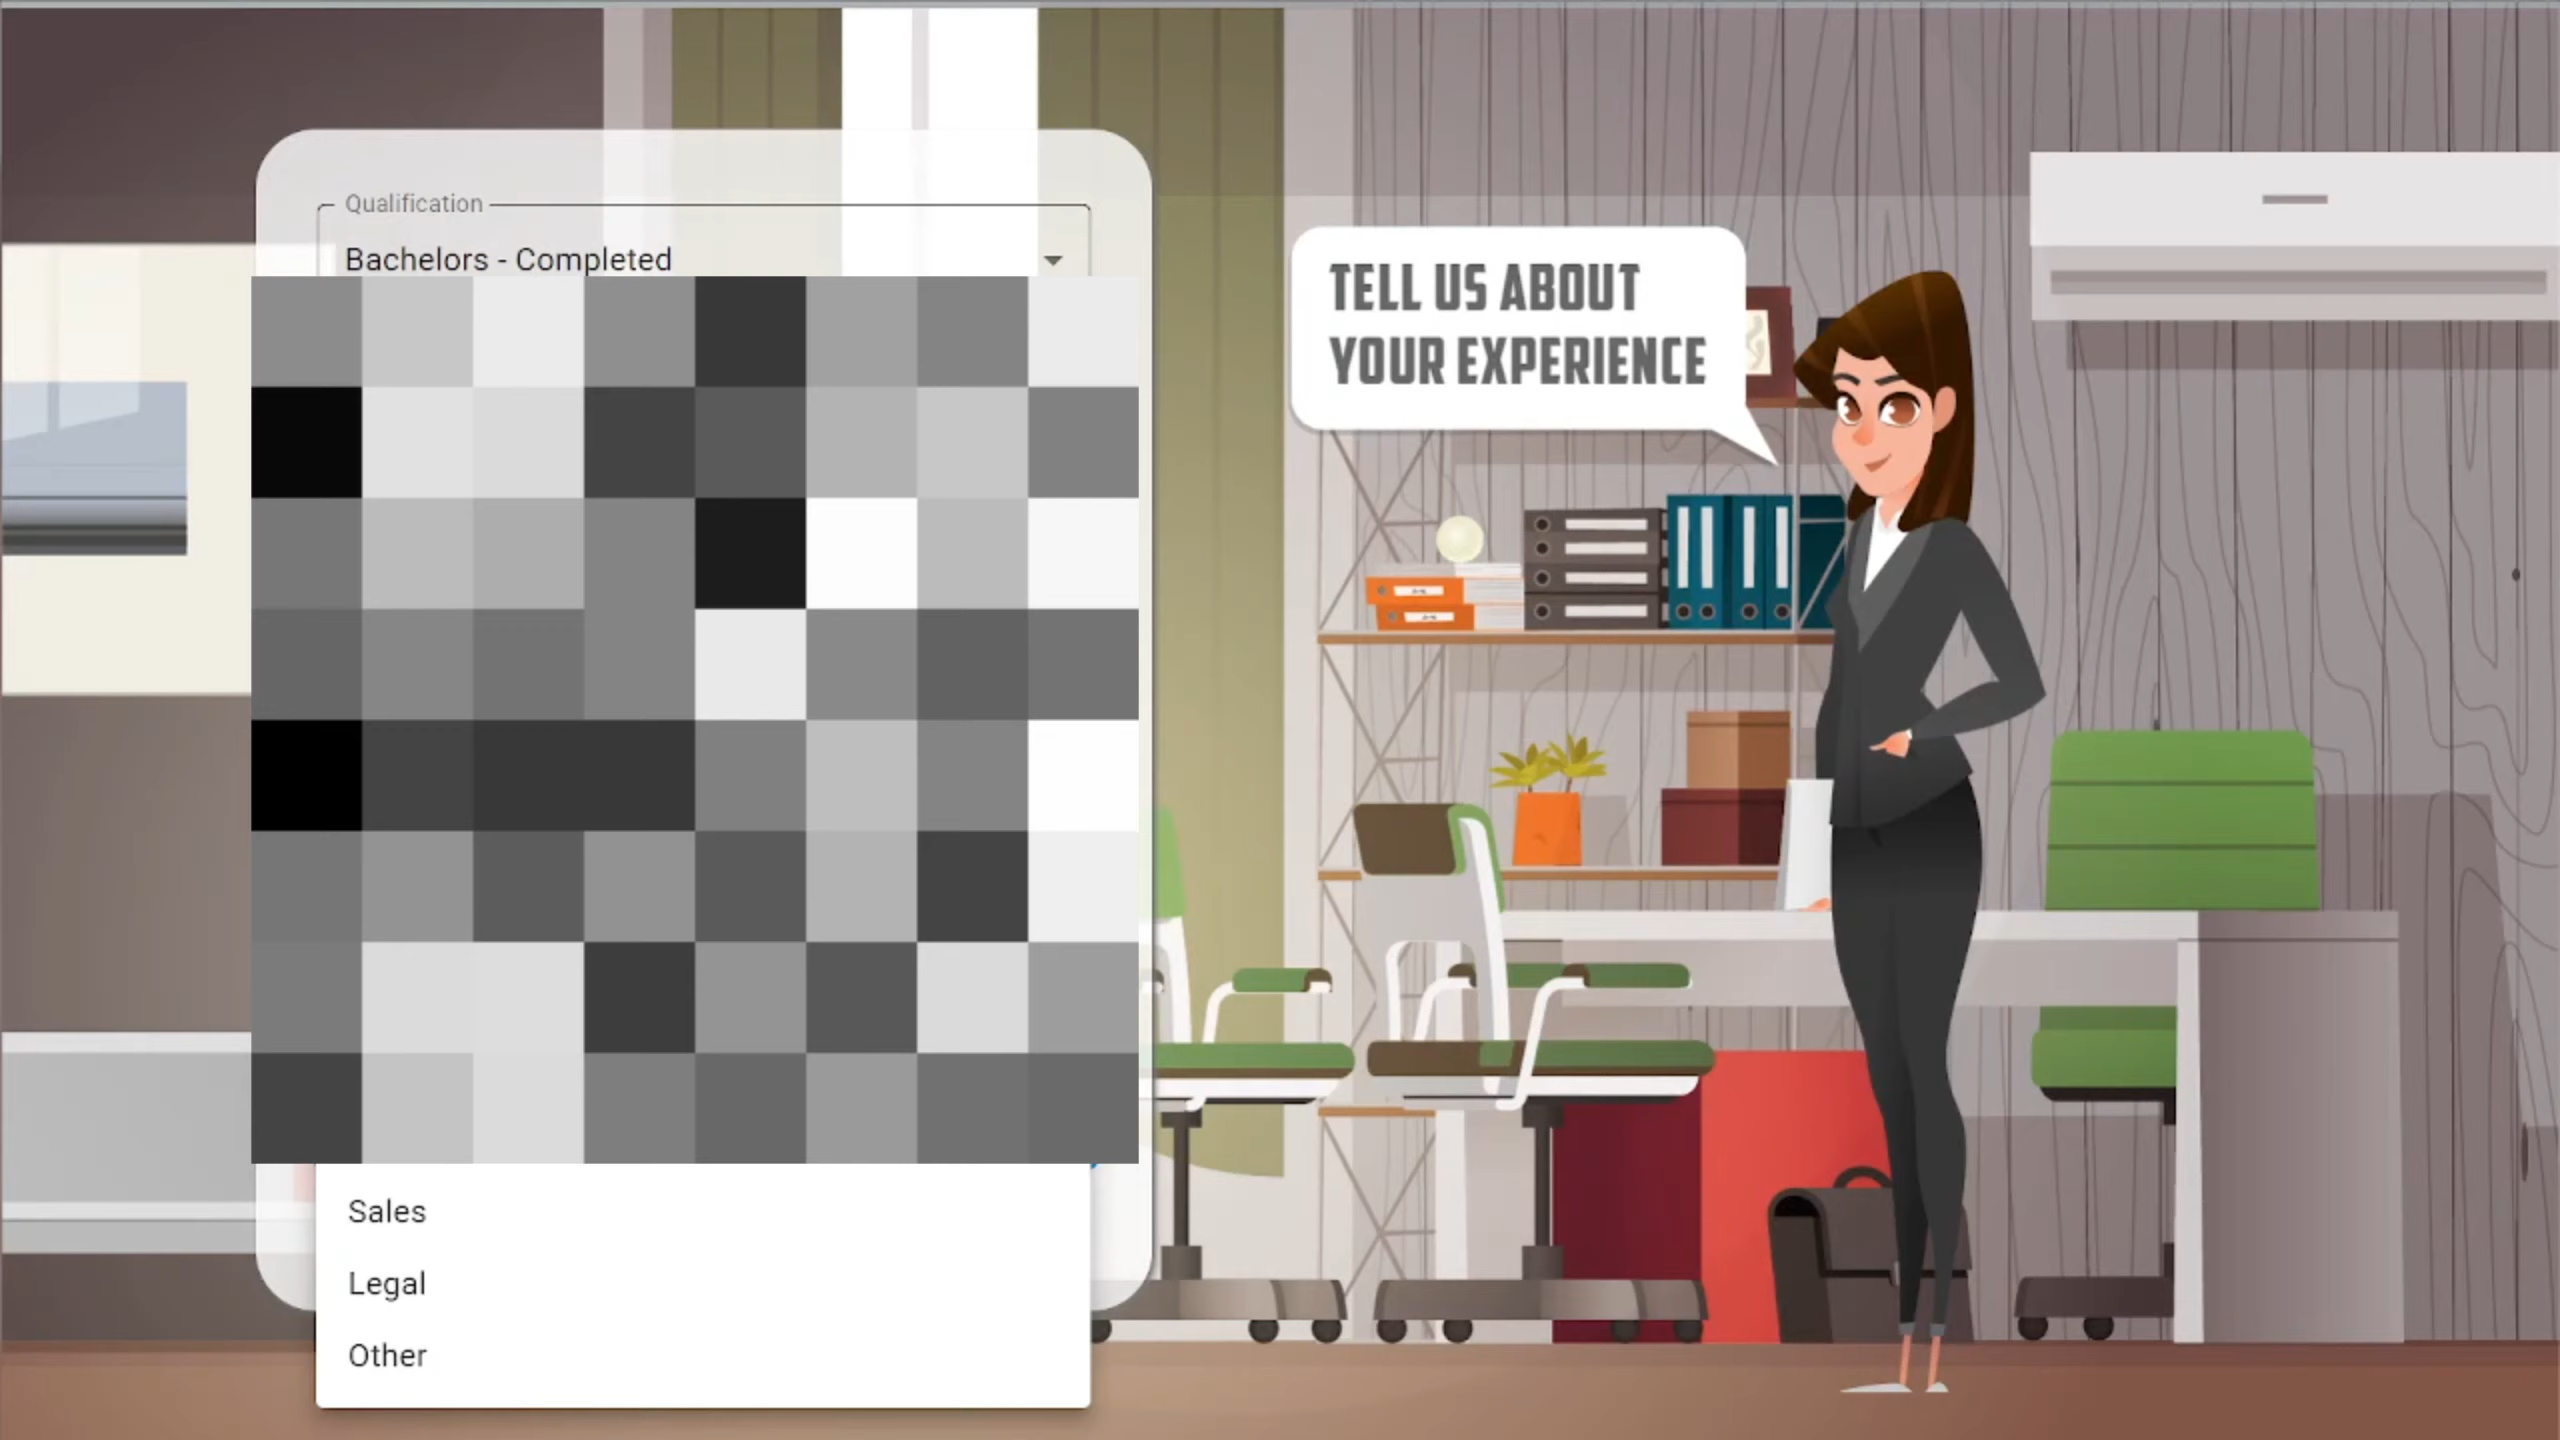 Qualification
Bachelors - Completed
TELL US ABOUT
YOUR EXPERIENCE
Sales
Legal
Other